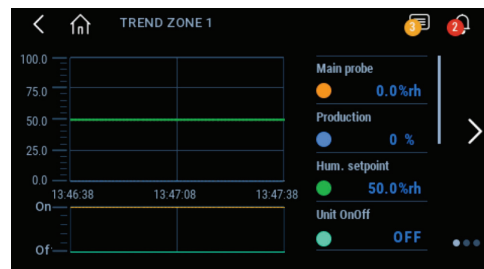 TREND ZONE 1
3
2
100.0
75.0
50.0
25.0
0.0
13:46:38 13:47:08 13:47:38
On
Of
Main probe
0.0%rh
Production
0 %
Hum. setpoint
50.0%rh
Unit OnOff
OFF